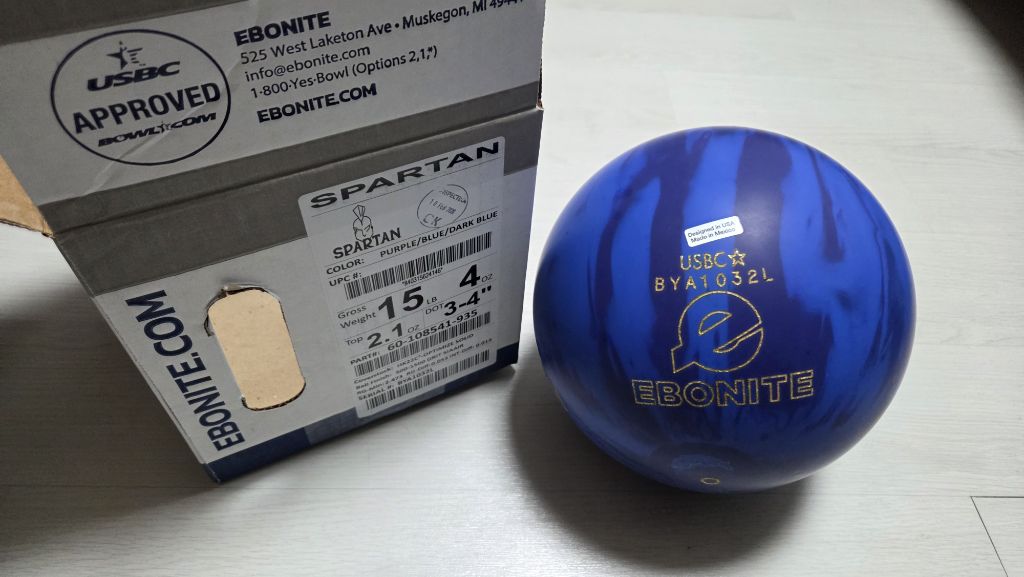 USBC
APPROVED
BOWL.COM
EBONITE
525 West Laketon Ave • Muskegon, MI
info@ebonite.com
1-800-Yes-Bowl (Options 2,1,*)
EBONITE.COM
SPARTAN
SPARTAN
COLOR: PURPLE/BLUE/DARK BLUE
UPC #:
Gross Weight 15 LB 4 OZ
Top 2.1 OZ DOT 3-4"
PART#: 60-108541-935
EBONITE.COM
Designed in USA
Made in Mexico
USBC☆
BYA1032L
e
EBONITE